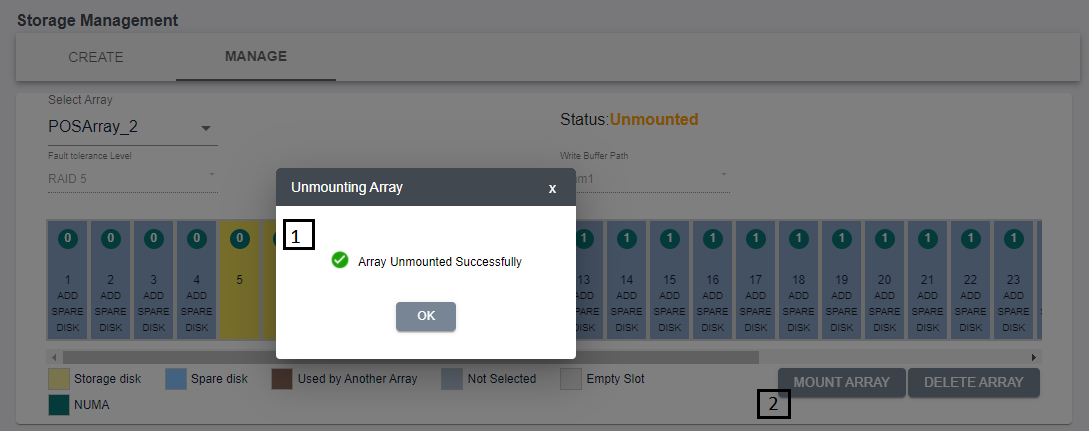 Storage Management
CREATE MANAGE
Select Array
POSArray_2 Status:Unmounted
Fault tolerance Level Write Buffer Path
RAID 5
Unmounting Array x
0 0 0 0 0 1 1 1 1 1 1 1 1 1 1
1
1 2 3 4 5 13 14 15 16 17 18 19 20 21 22 23
Array Unmounted Successfully
ADD ADD ADD ADD ADD ADD ADD ADD ADD ADD ADD ADD ADD ADD ADD
SPARE SPARE SPARE SPARE SPARE SPARE SPARE SPARE SPARE SPARE SPARE SPARE SPARE SPARE SPARE
DISK DISK DISK DISK DISK DISK DISK DISK DISK DISK DISK DISK DISK DISK DISK
OK
Storage disk Spare disk Used by Another Array Not Selected Empty Slot
MOUNT ARRAY DELETE ARRAY
NUMA
2